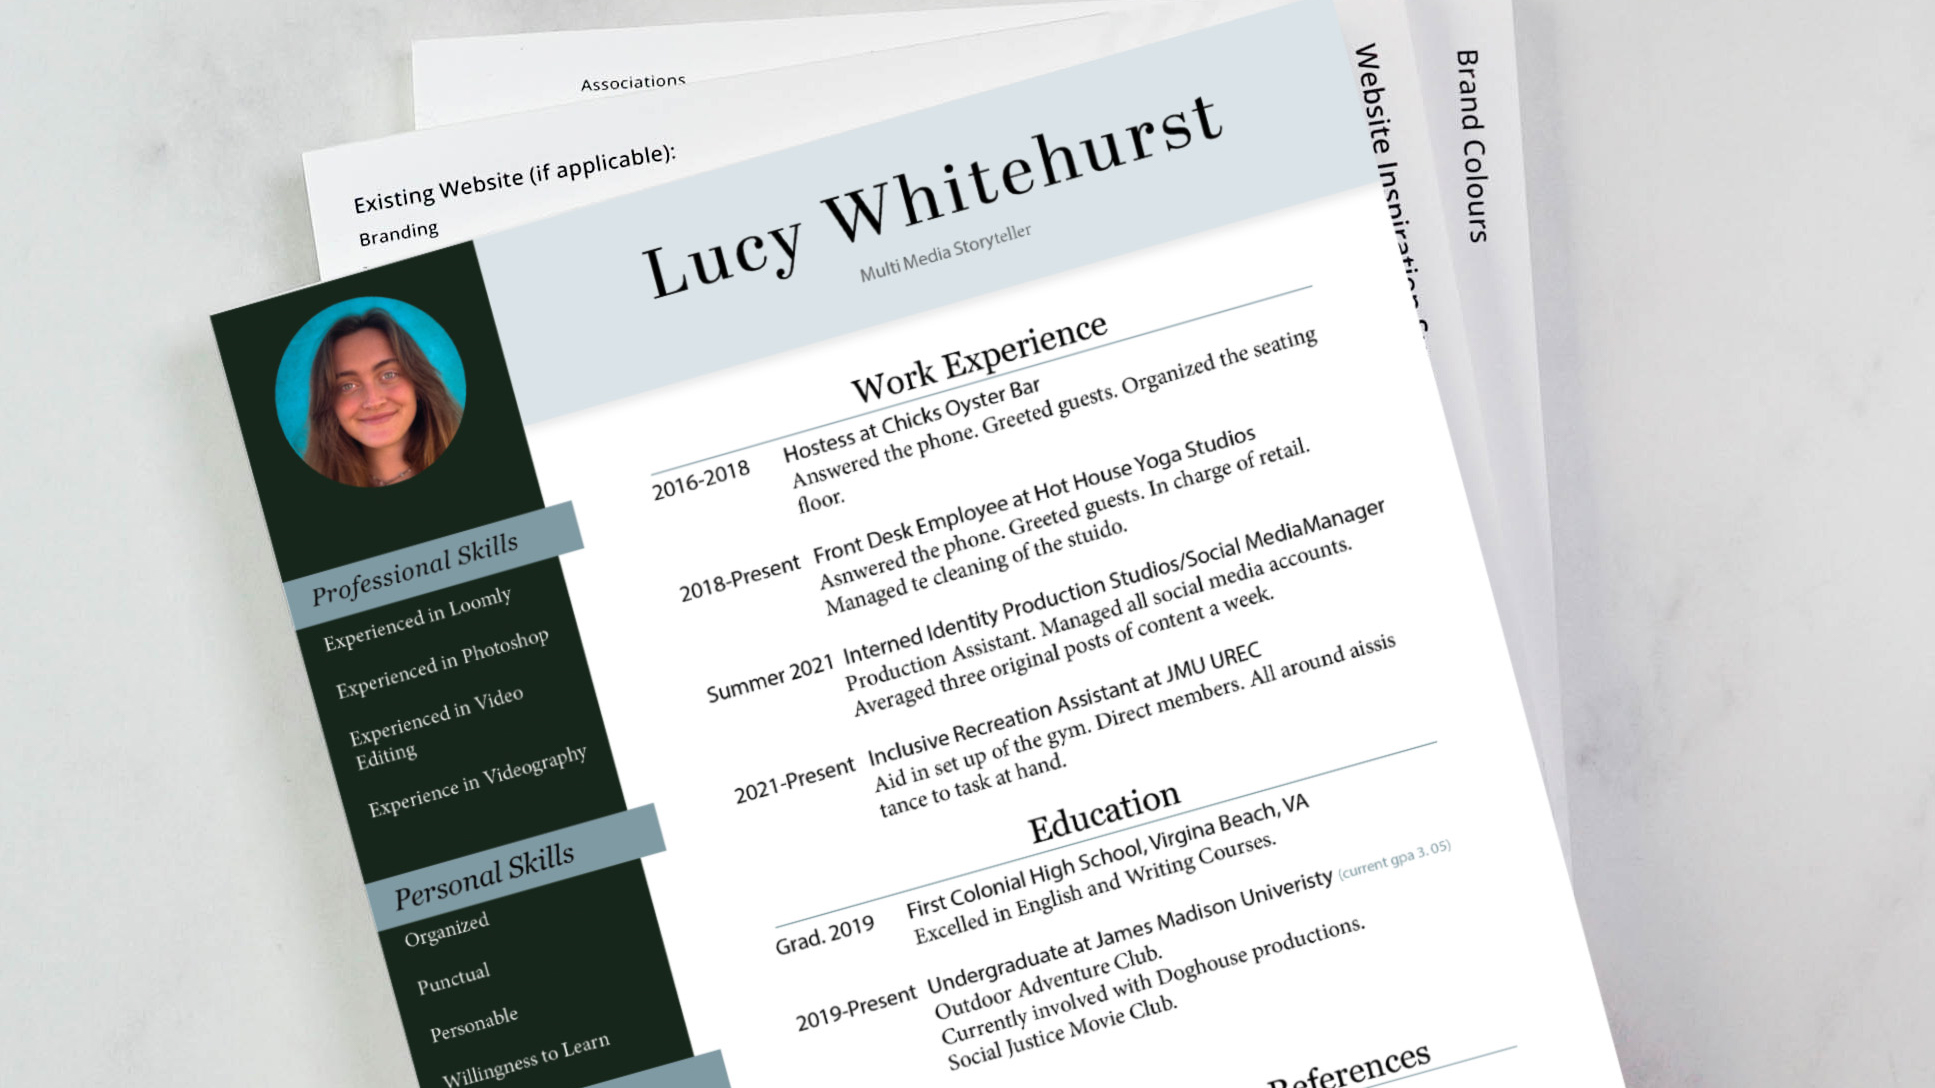 Associations
Existing Website (if applicable):
Branding
Brand Colours
Website Inspiration
Lucy Whitehurst
Multi Media Storyteller
Professional Skills
Experienced in Loomly
Experienced in Photoshop
Experienced in Video
Editing
Experience in Videography
Personal Skills
Organized
Punctual
Personable
Willingness to Learn
Work Experience
2016-2018 Hostess at Chicks Oyster Bar
Answered the phone. Greeted guests. Organized the seating
floor.
2018-Present Front Desk Employee at Hot House Yoga Studios
Asnwered the phone. Greeted guests. In charge of retail.
Managed te cleaning of the stuido.
Summer 2021 Interned Identity Production Studios/Social MediaManager
Production Assistant. Managed all social media accounts.
Averaged three original posts of content a week.
2021-Present Inclusive Recreation Assistant at JMU UREC
Aid in set up of the gym. Direct members. All around aissis
tance to task at hand.
Education
Grad. 2019 First Colonial High School, Virgina Beach, VA
Excelled in English and Writing Courses.
2019-Present Undergraduate at James Madison Univeristy (current gpa 3. 05)
Outdoor Adventure Club.
Currently involved with Doghouse productions.
Social Justice Movie Club.
References